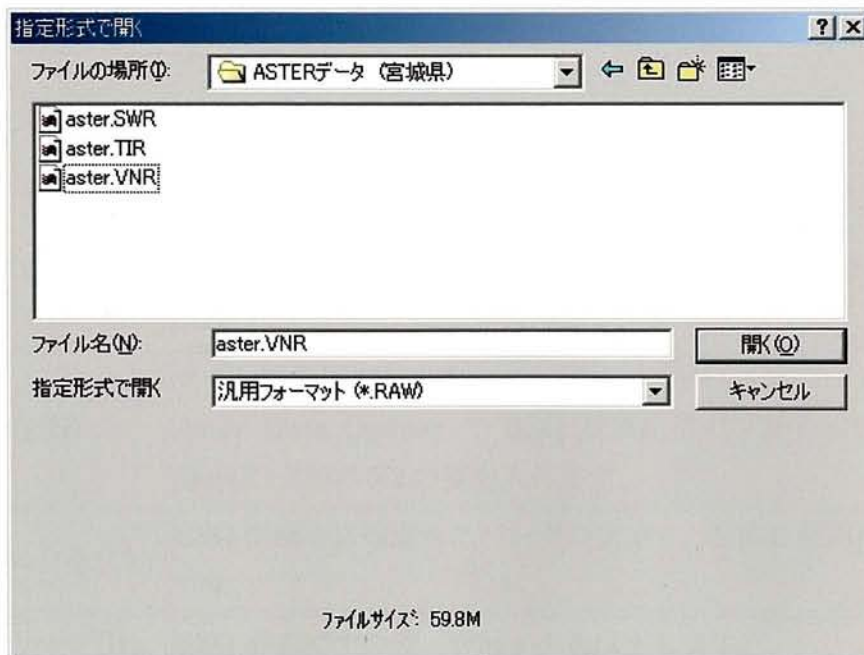 指定形式で開く
ファイルの場所(I):
ASTERデータ (宮城県)
aster.SWR
aster.TIR
aster.VNR
ファイル名(N):
aster.VNR
開く(O)
指定形式で開く
汎用フォーマット (*.RAW)
キャンセル
ファイルサイズ: 59.8M